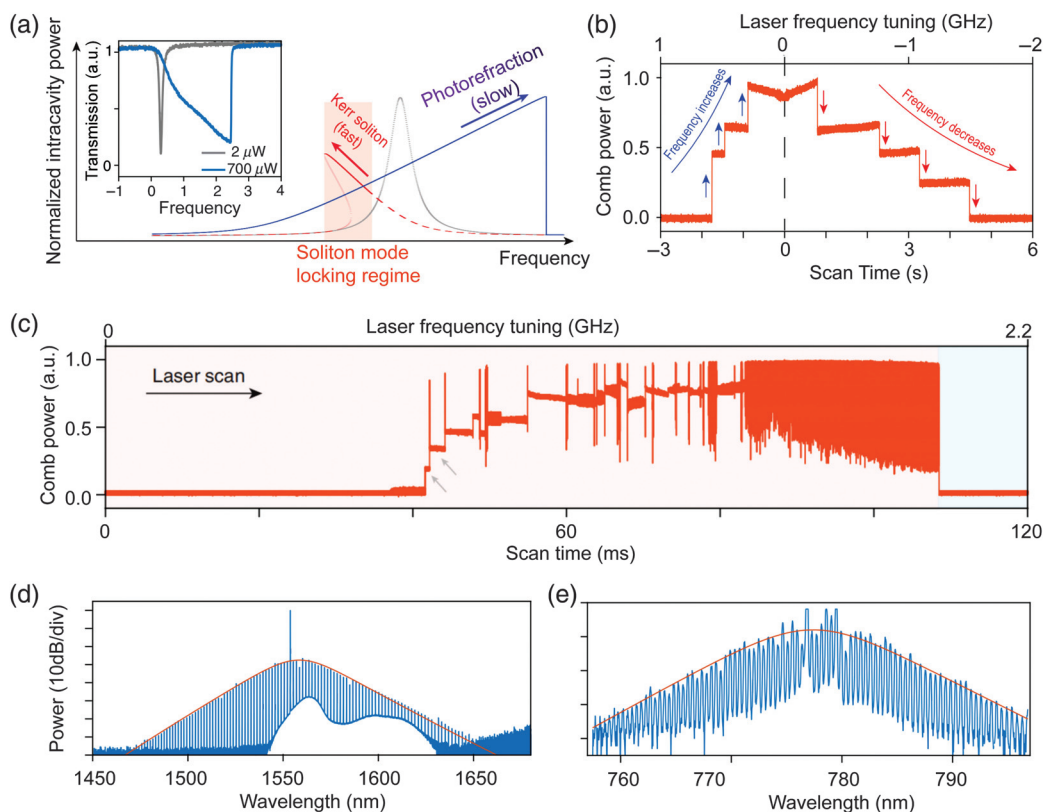 (a)
Normalized intracavity power
Transmission (a.u.)
1
0
2 μW
700 μW
-1 0 1 2 3 4
Frequency
Kerr soliton
(fast)
Photorefraction
(slow)
Soliton mode
locking regime
Frequency
(b)
Laser frequency tuning (GHz)
1 0 -1 -2
Comb power (a.u.)
1.0
0.5
0.0
Frequency increases
Frequency decreases
-3 0 3 6
Scan Time (s)
(c)
0 Laser frequency tuning (GHz) 2.2
Comb power (a.u.)
1.0
0.5
0.0
Laser scan
0 60 120
Scan time (ms)
(d)
Power (10dB/div)
1450 1500 1560 1600 1650
Wavelength (nm)
(e)
760 770 780 790
Wavelength (nm)